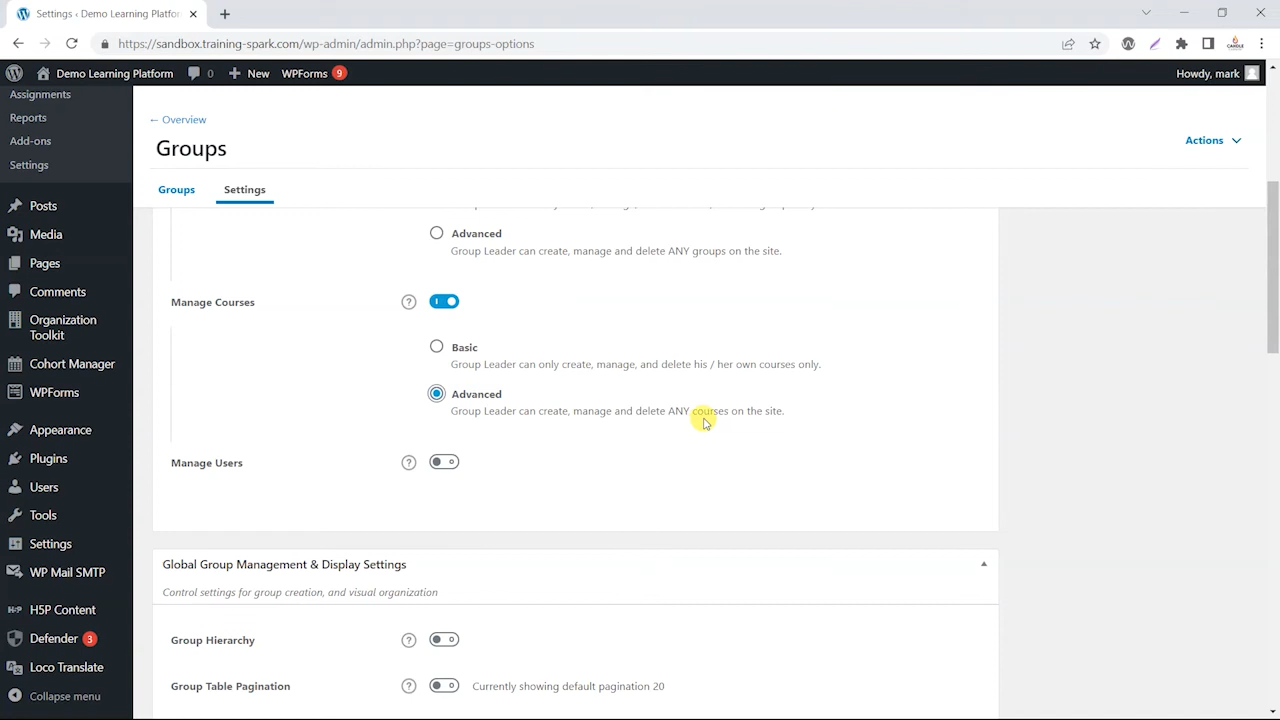 Settings ‹ Demo Learning Platfor
https://sandbox.training-spark.com/wp-admin/admin.php?page=groups-options
Demo Learning Platform
0
New
WPForms
9
Howdy, mark
Assignments
Reports
Add-ons
Settings
Posts
Media
Pages
Comments
Organization
Toolkit
Cohort Manager
WPForms
Appearance
Plugins
Users
Tools
Settings
WP Mail SMTP
H5P Content
Defender 3
Loco Translate
Collapse menu
← Overview
Groups
Actions
Groups
Settings
Advanced
Group Leader can create, manage and delete ANY groups on the site.
Manage Courses
Basic
Group Leader can only create, manage, and delete his / her own courses only.
Advanced
Group Leader can create, manage and delete ANY courses on the site.
Manage Users
Global Group Management & Display Settings
Control settings for group creation, and visual organization
Group Hierarchy
Group Table Pagination
Currently showing default pagination 20